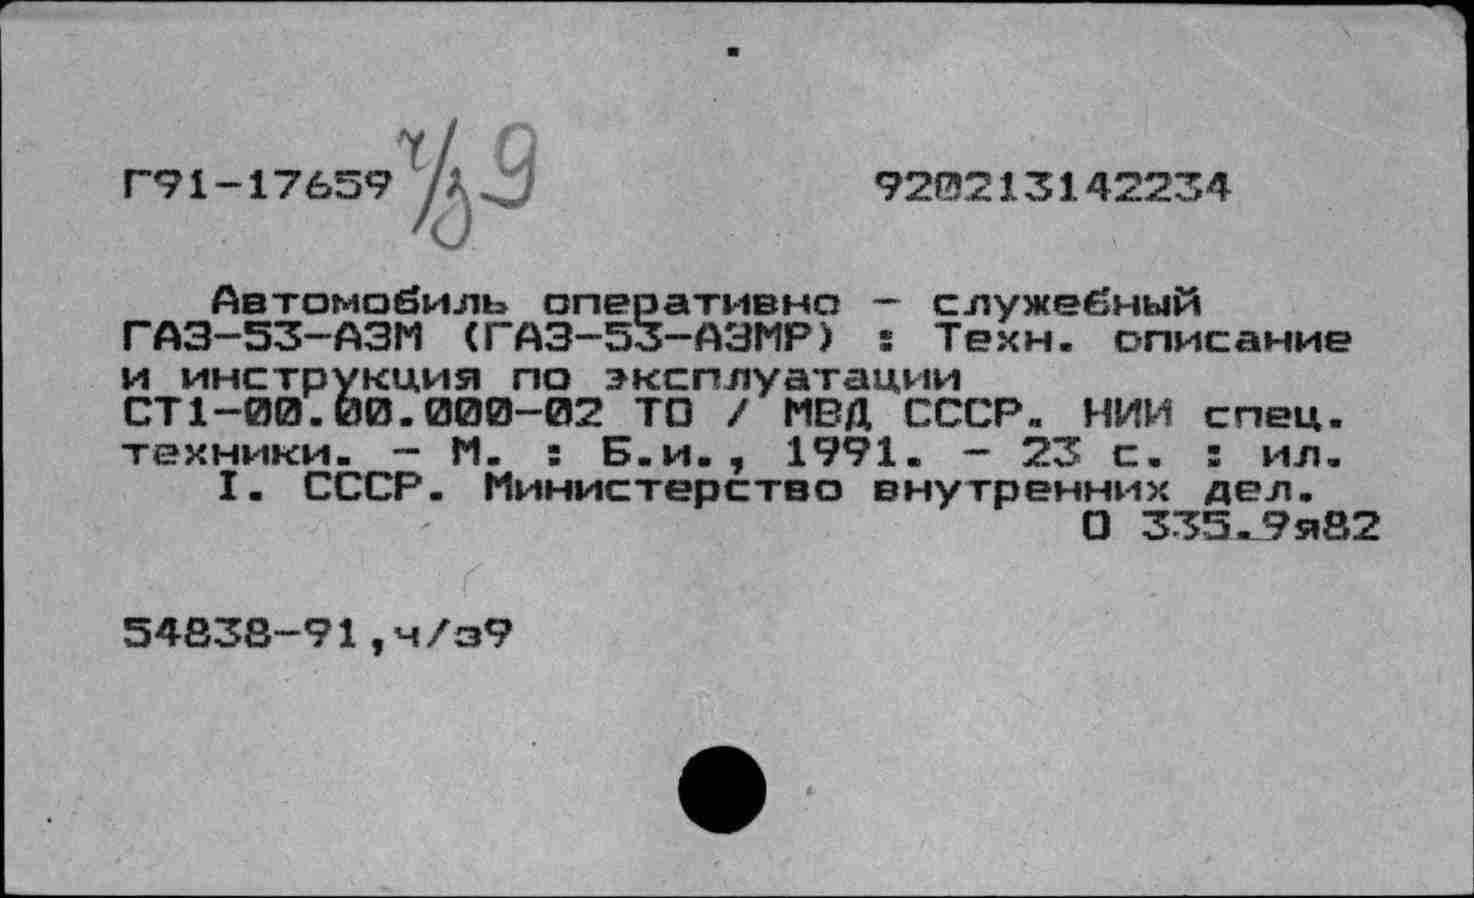 Г91-17659 ч/з 9 920213142234
Автомобиль оперативно - служебный
ГАЗ-53-АЗМ (ГАЗ-53-АЗМР) : Техн. описание
и инструкция по эксплуатации
СТ1-00.00.000-02 ТО / МВД СССР. НИИ спец.
техники. - М. : Б.и., 1991. - 23 с. : ил.
I. СССР. Министерство внутренних дел.
О 335.9я82
54838-91,ч/з9